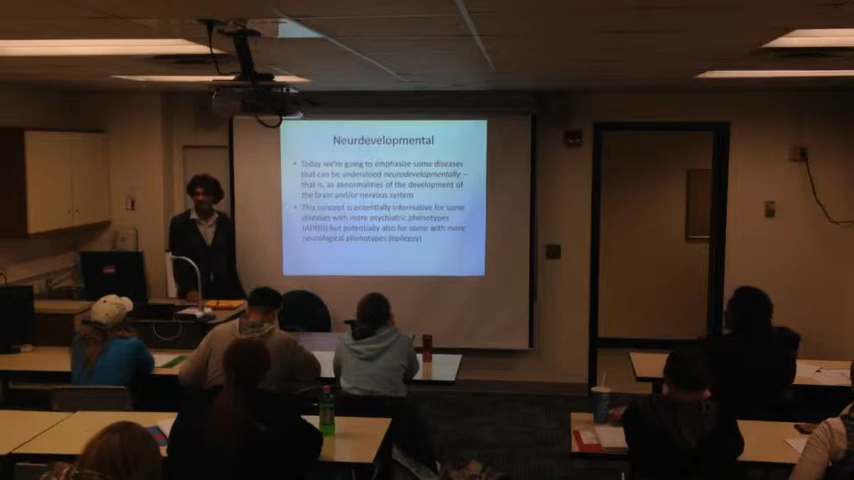 Neurdevelopmental
• Today we're going to emphasize some diseases
that can be understood neurodevelopmentally –
that is, as abnormalities of the development of
the brain and/or nervous system
• This concept is potentially informative for some
diseases with more psychiatric phenotypes
(ADHD) but potentially also for some with more
neurological phenotypes (epilepsy)